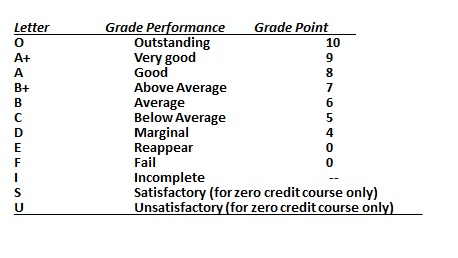 Letter Grade Performance Grade Point
O Outstanding 10
A+ Very good 9
A Good 8
B+ Above Average 7
B Average 6
C Below Average 5
D Marginal 4
E Reappear 0
F Fail 0
I Incomplete --
S Satisfactory (for zero credit course only)
U Unsatisfactory (for zero credit course only)